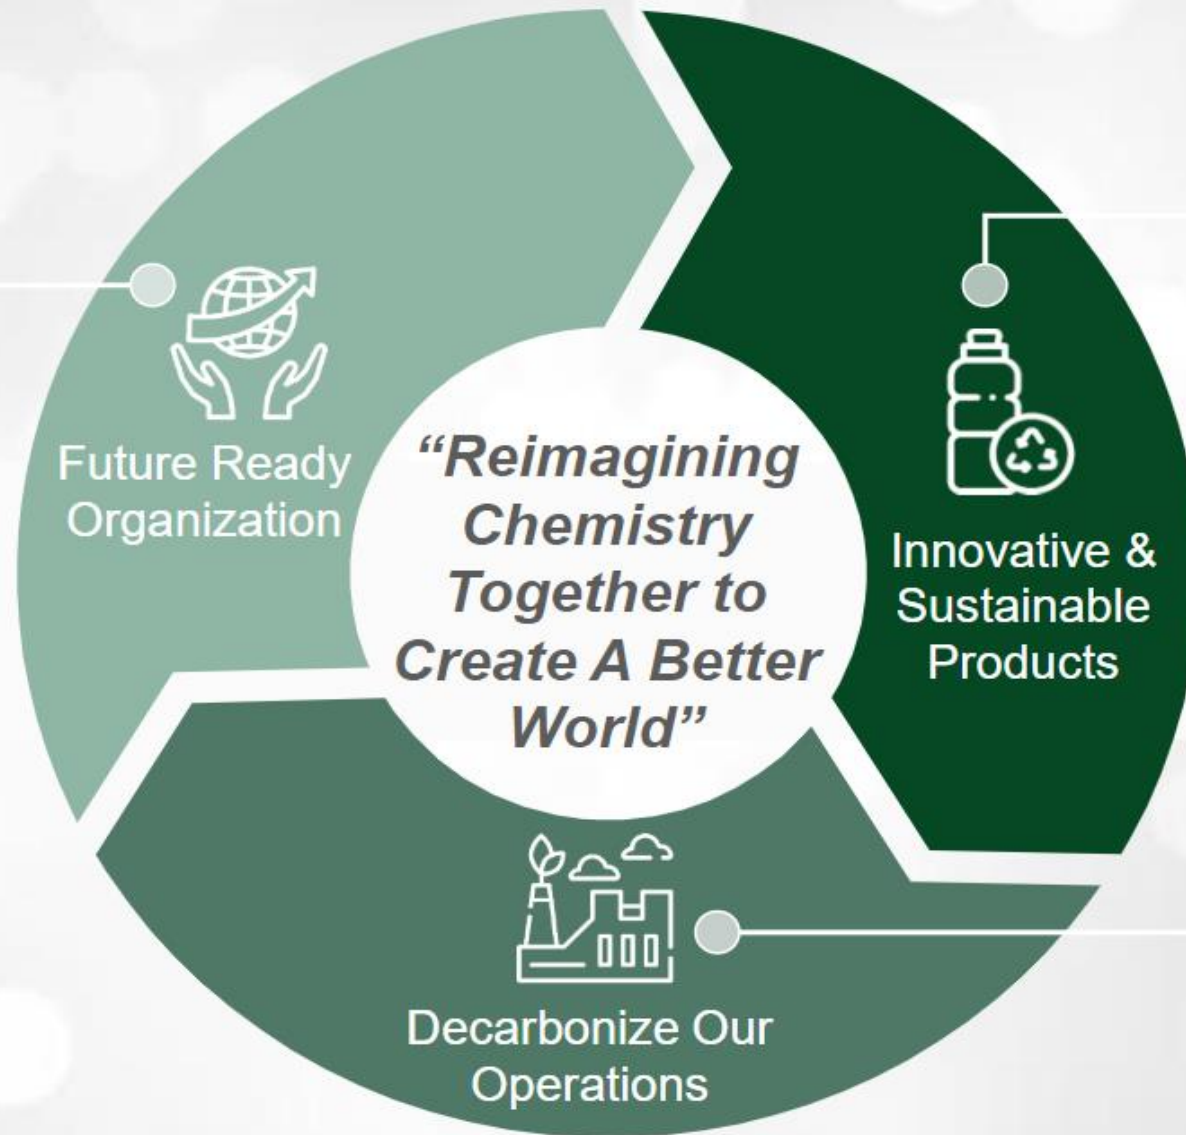 Future Ready
Organization
“Reimagining
Chemistry
Together to
Create A Better
World”
Innovative &
Sustainable
Products
Decarbonize Our
Operations